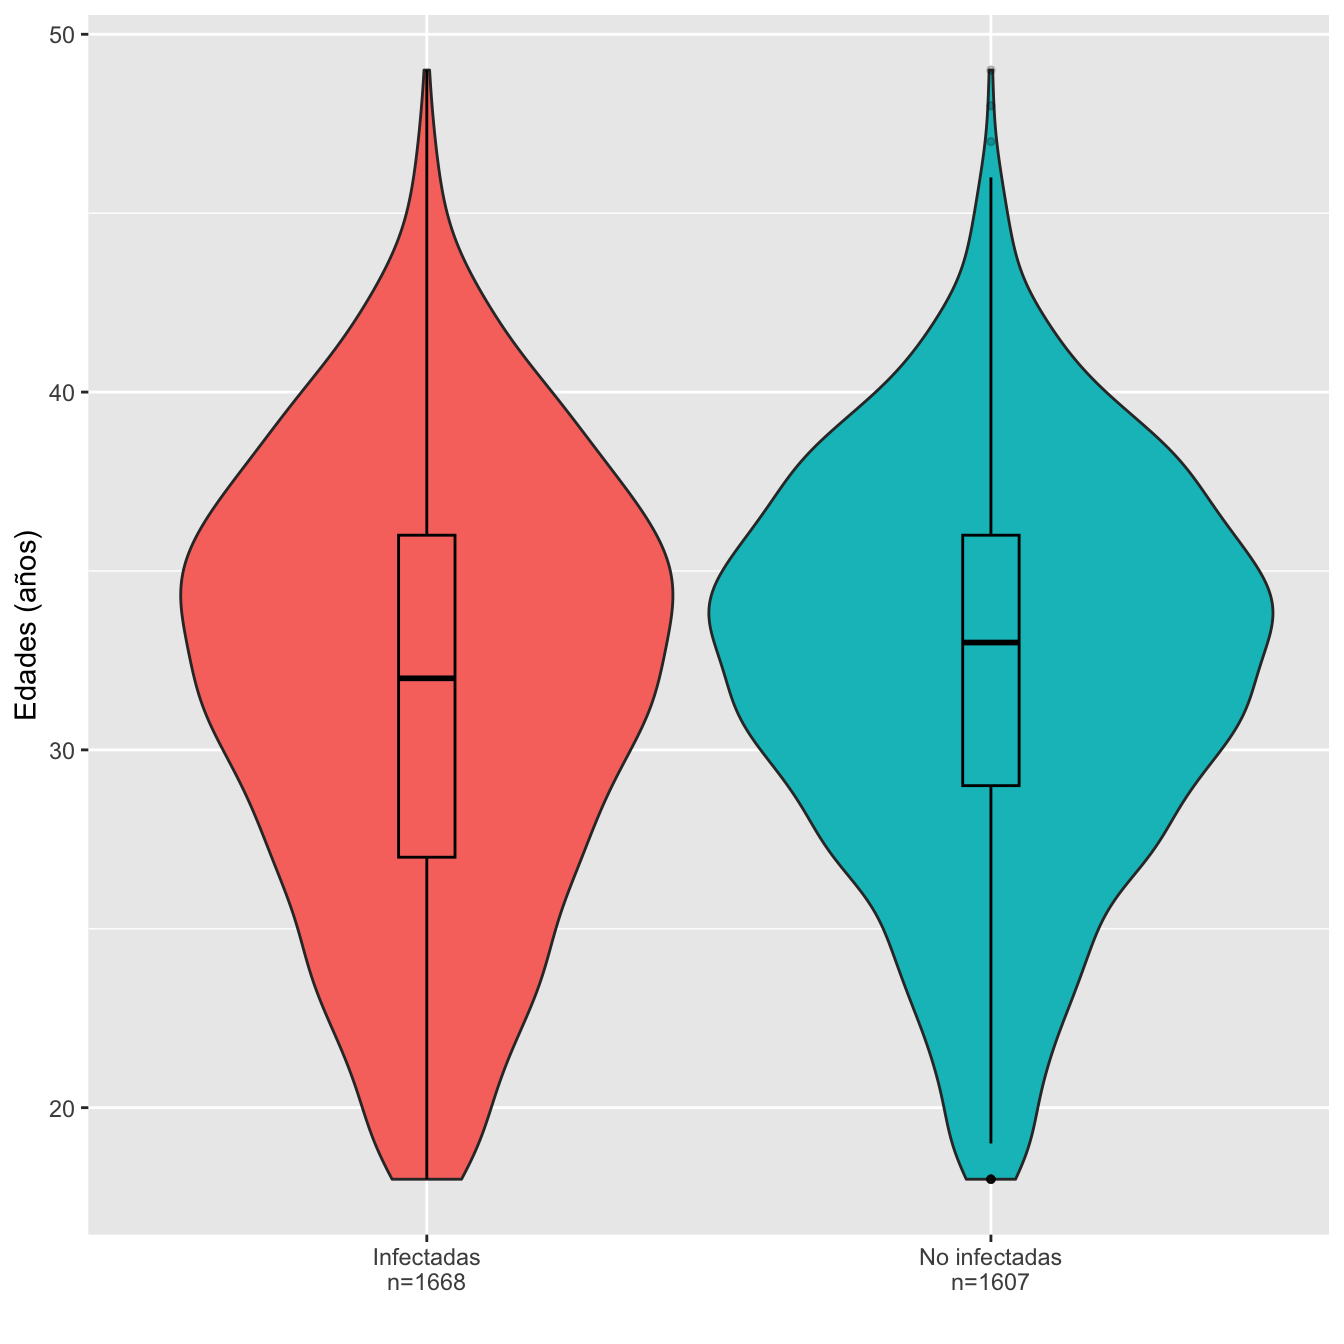 50
40
30
20
Edades (años)
Infectadas
n=1668
No infectadas
n=1607